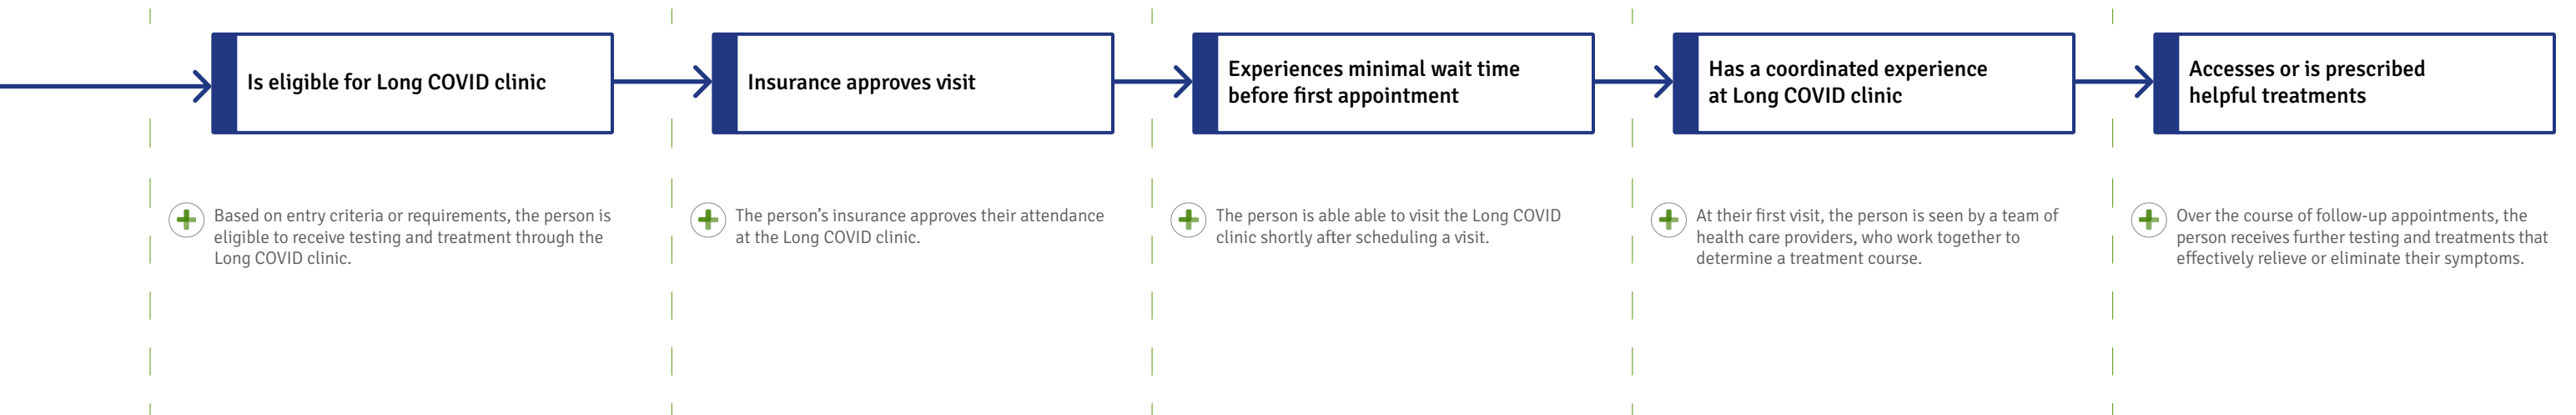 Is eligible for Long COVID clinic
Insurance approves visit
Experiences minimal wait time
before first appointment
Has a coordinated experience
at Long COVID clinic
Accesses or is prescribed
helpful treatments
Based on entry criteria or requirements, the person is
eligible to receive testing and treatment through the
Long COVID clinic.
The person’s insurance approves their attendance
at the Long COVID clinic.
The person is able able to visit the Long COVID
clinic shortly after scheduling a visit.
At their first visit, the person is seen by a team of
health care providers, who work together to
determine a treatment course.
Over the course of follow-up appointments, the
person receives further testing and treatments that
effectively relieve or eliminate their symptoms.